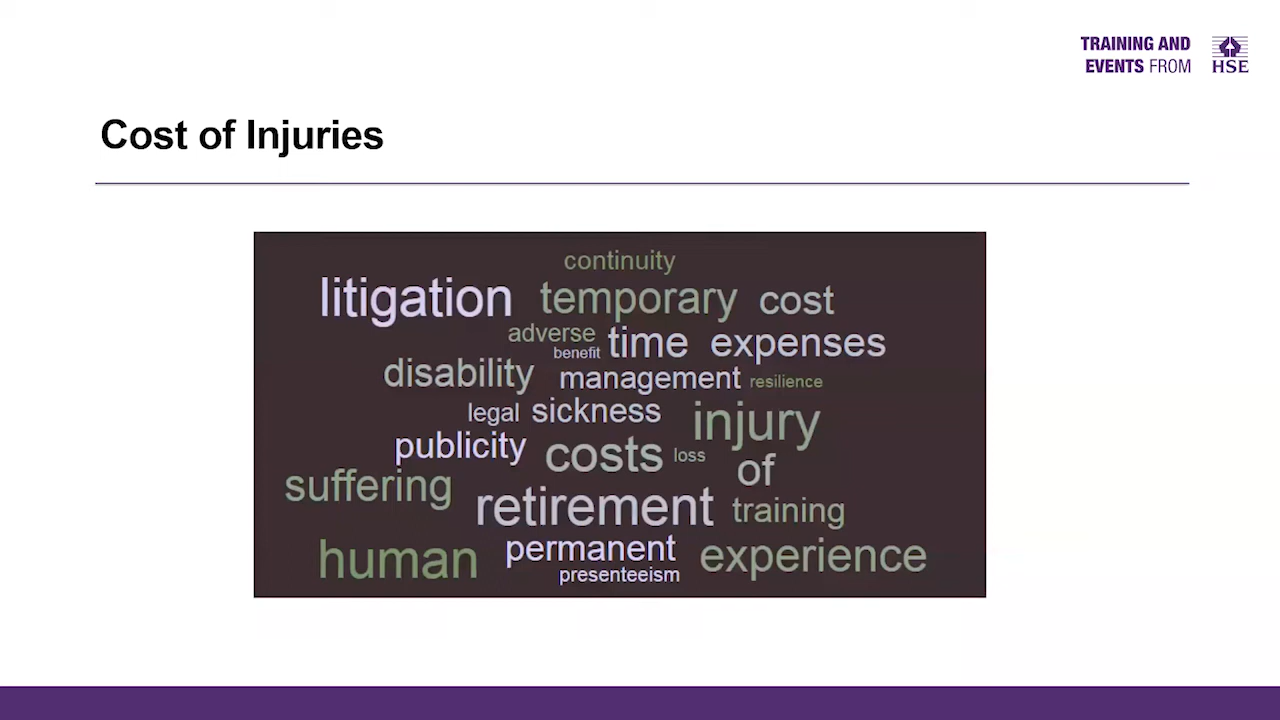 TRAINING AND
EVENTS FROM
HSE
Cost of Injuries
continuity
litigation temporary cost
adverse time expenses
benefit
disability management resilience
legal sickness injury
publicity costs loss of
suffering retirement training
human permanent experience
presenteeism